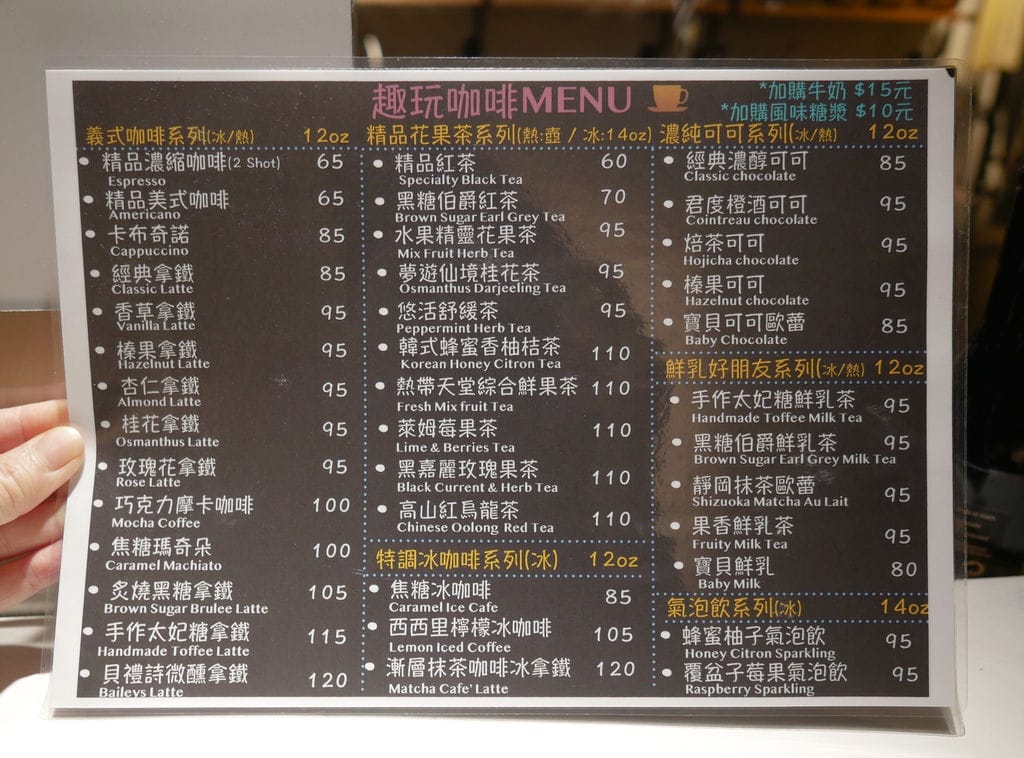 趣玩咖啡MENU
*加購牛奶 $15元
*加購風味糖漿 $10元
義式咖啡系列(冰/熱) 12oz
精品濃縮咖啡(2 Shot) 65
Espresso
精品美式咖啡 65
Americano
卡布奇諾 85
Cappuccino
經典拿鐵 85
Classic Latte
香草拿鐵 95
Vanilla Latte
榛果拿鐵 95
Hazelnut Latte
杏仁拿鐵 95
Almond Latte
桂花拿鐵 95
Osmanthus Latte
玫瑰花拿鐵 95
Rose Latte
巧克力摩卡咖啡 100
Mocha Coffee
焦糖瑪奇朵 100
Caramel Machiato
炙燒黑糖拿鐵 105
Brown Sugar Brulee Latte
手作太妃糖拿鐵 115
Handmade Toffee Latte
貝禮詩微醺拿鐵 120
Baileys Latte
精品花果茶系列(熱:壺 / 冰:14oz)
精品紅茶 60
Specialty Black Tea
黑糖伯爵紅茶 70
Brown Sugar Earl Grey Tea
水果精靈花果茶 95
Mix Fruit Herb Tea
夢遊仙境桂花茶 95
Osmanthus Darjeeling Tea
悠活舒緩茶 95
Peppermint Herb Tea
韓式蜂蜜香柚桔茶 110
Korean Honey Citron Tea
熱帶天堂綜合鮮果茶 110
Fresh Mix fruit Tea
萊姆莓果茶 110
Lime & Berries Tea
黑嘉麗玫瑰果茶 110
Black Current & Herb Tea
高山紅烏龍茶 110
Chinese Oolong Red Tea
特調冰咖啡系列(冰) 12oz
焦糖冰咖啡 85
Caramel Ice Cafe
西西里檸檬冰咖啡 105
Lemon Iced Coffee
漸層抹茶咖啡冰拿鐵 120
Matcha Cafe' Latte
濃純可可系列(冰/熱) 12oz
經典濃醇可可 85
Classic chocolate
君度橙酒可可 95
Cointreau chocolate
焙茶可可 95
Hojicha chocolate
榛果可可 95
Hazelnut chocolate
寶貝可可歐蕾 85
Baby Chocolate
鮮乳好朋友系列(冰/熱) 12oz
手作太妃糖鮮乳茶 95
Handmade Toffee Milk Tea
黑糖伯爵鮮乳茶 95
Brown Sugar Earl Grey Milk Tea
靜岡抹茶歐蕾 95
Shizuoka Matcha Au Lait
果香鮮乳茶 95
Fruity Milk Tea
寶貝鮮乳 80
Baby Milk
氣泡飲系列(冰) 14oz
蜂蜜柚子氣泡飲 95
Honey Citron Sparkling
覆盆子莓果氣泡飲 95
Raspberry Sparkling